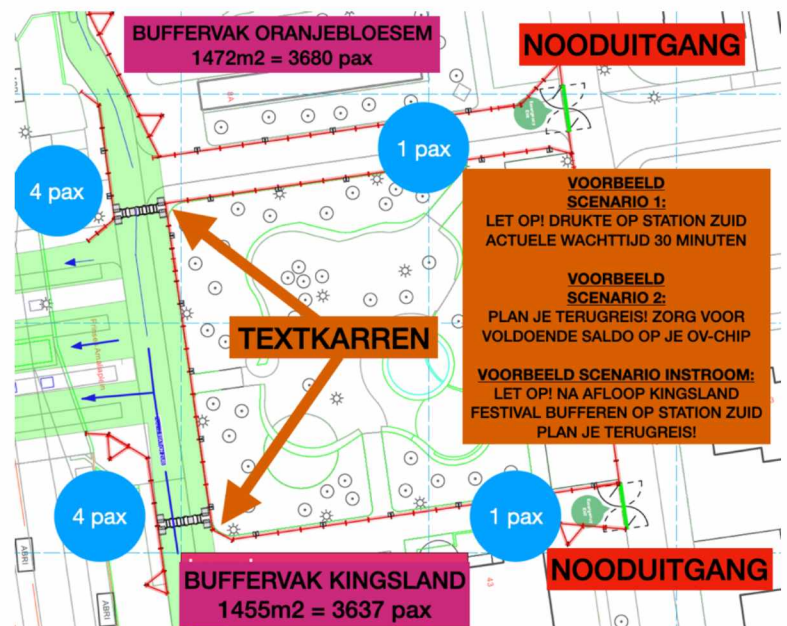 BUFFERVAK ORANJEBLOESEM
1472m2 = 3680 pax
NOODUITGANG
1 pax
4 pax
VOORBEELD
SCENARIO 1:
LET OP! DRUKTE OP STATION ZUID
ACTUELE WACHTTIJD 30 MINUTEN
VOORBEELD
SCENARIO 2:
PLAN JE TERUGREIS! ZORG VOOR
VOLDOENDE SALDO OP JE OV-CHIP
VOORBEELD SCENARIO INSTROOM:
LET OP! NA AFLOOP KINGSLAND
FESTIVAL BUFFEREN OP STATION ZUID
PLAN JE TERUGREIS!
TEXTKARREN
4 pax
1 pax
NOODUITGANG
BUFFERVAK KINGSLAND
1455m2 = 3637 pax
ABRI
ABRI
43